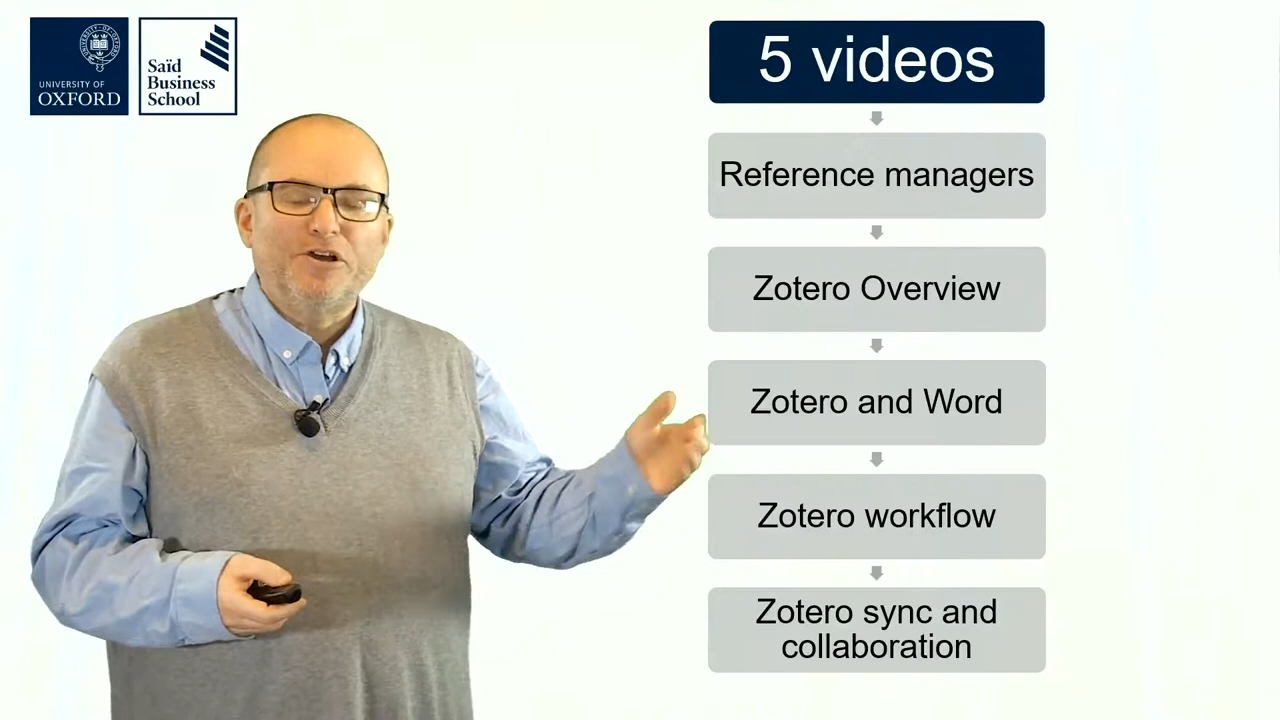 UNIVERSITY OF
OXFORD
Saïd
Business
School
5 videos
Reference managers
Zotero Overview
Zotero and Word
Zotero workflow
Zotero sync and
collaboration